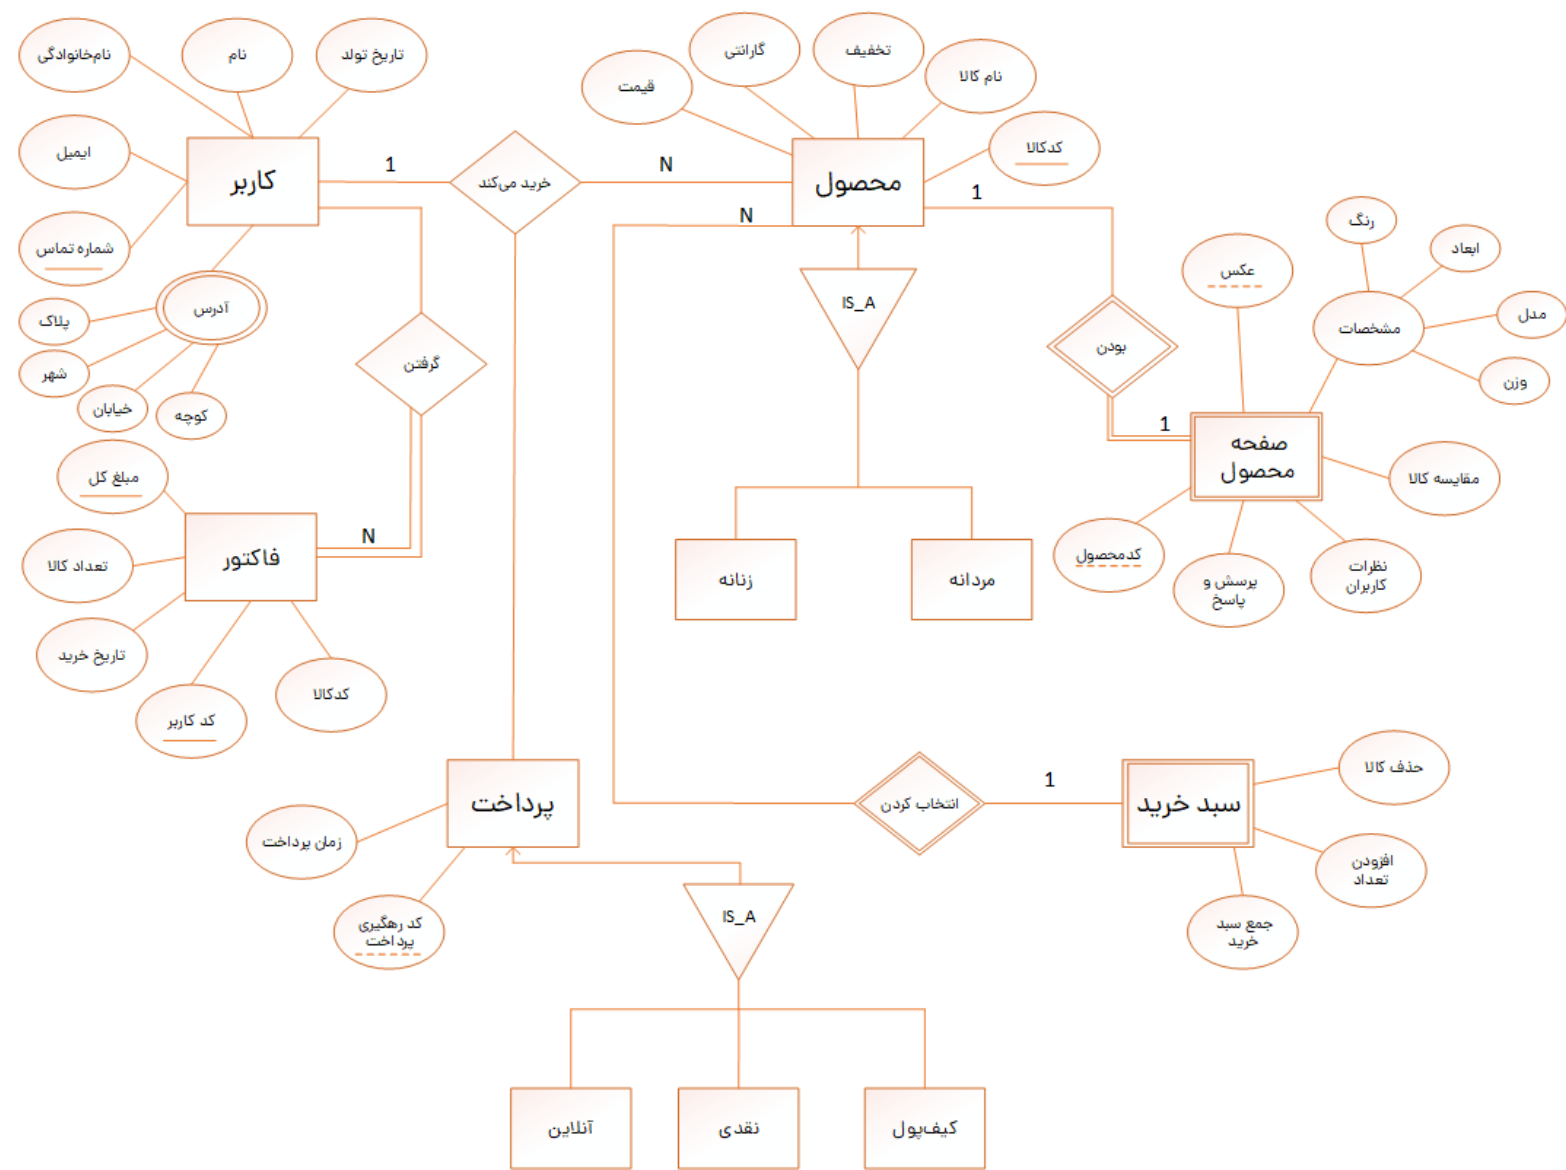 نام‌خانوادگی
نام
تاریخ تولد
ایمیل
شماره تماس
کاربر
آدرس
پلاک
شهر
خیابان
کوچه
1
خرید می‌کند
N
قیمت
گارانتی
تخفیف
نام کالا
کدکالا
محصول
1
N
IS_A
زنانه
مردانه
بودن
1
عکس
رنگ
ابعاد
مدل
وزن
مشخصات
صفحه
محصول
مقایسه کالا
نظرات
کاربران
پرسش و
پاسخ
کدمحصول
گرفتن
N
مبلغ کل
فاکتور
تعداد کالا
تاریخ خرید
کد کاربر
کدکالا
پرداخت
زمان پرداخت
کد رهگیری
پرداخت
IS_A
آنلاین
نقدی
کیف‌پول
انتخاب کردن
1
سبد خرید
حذف کالا
افزودن
تعداد
جمع سبد
خرید